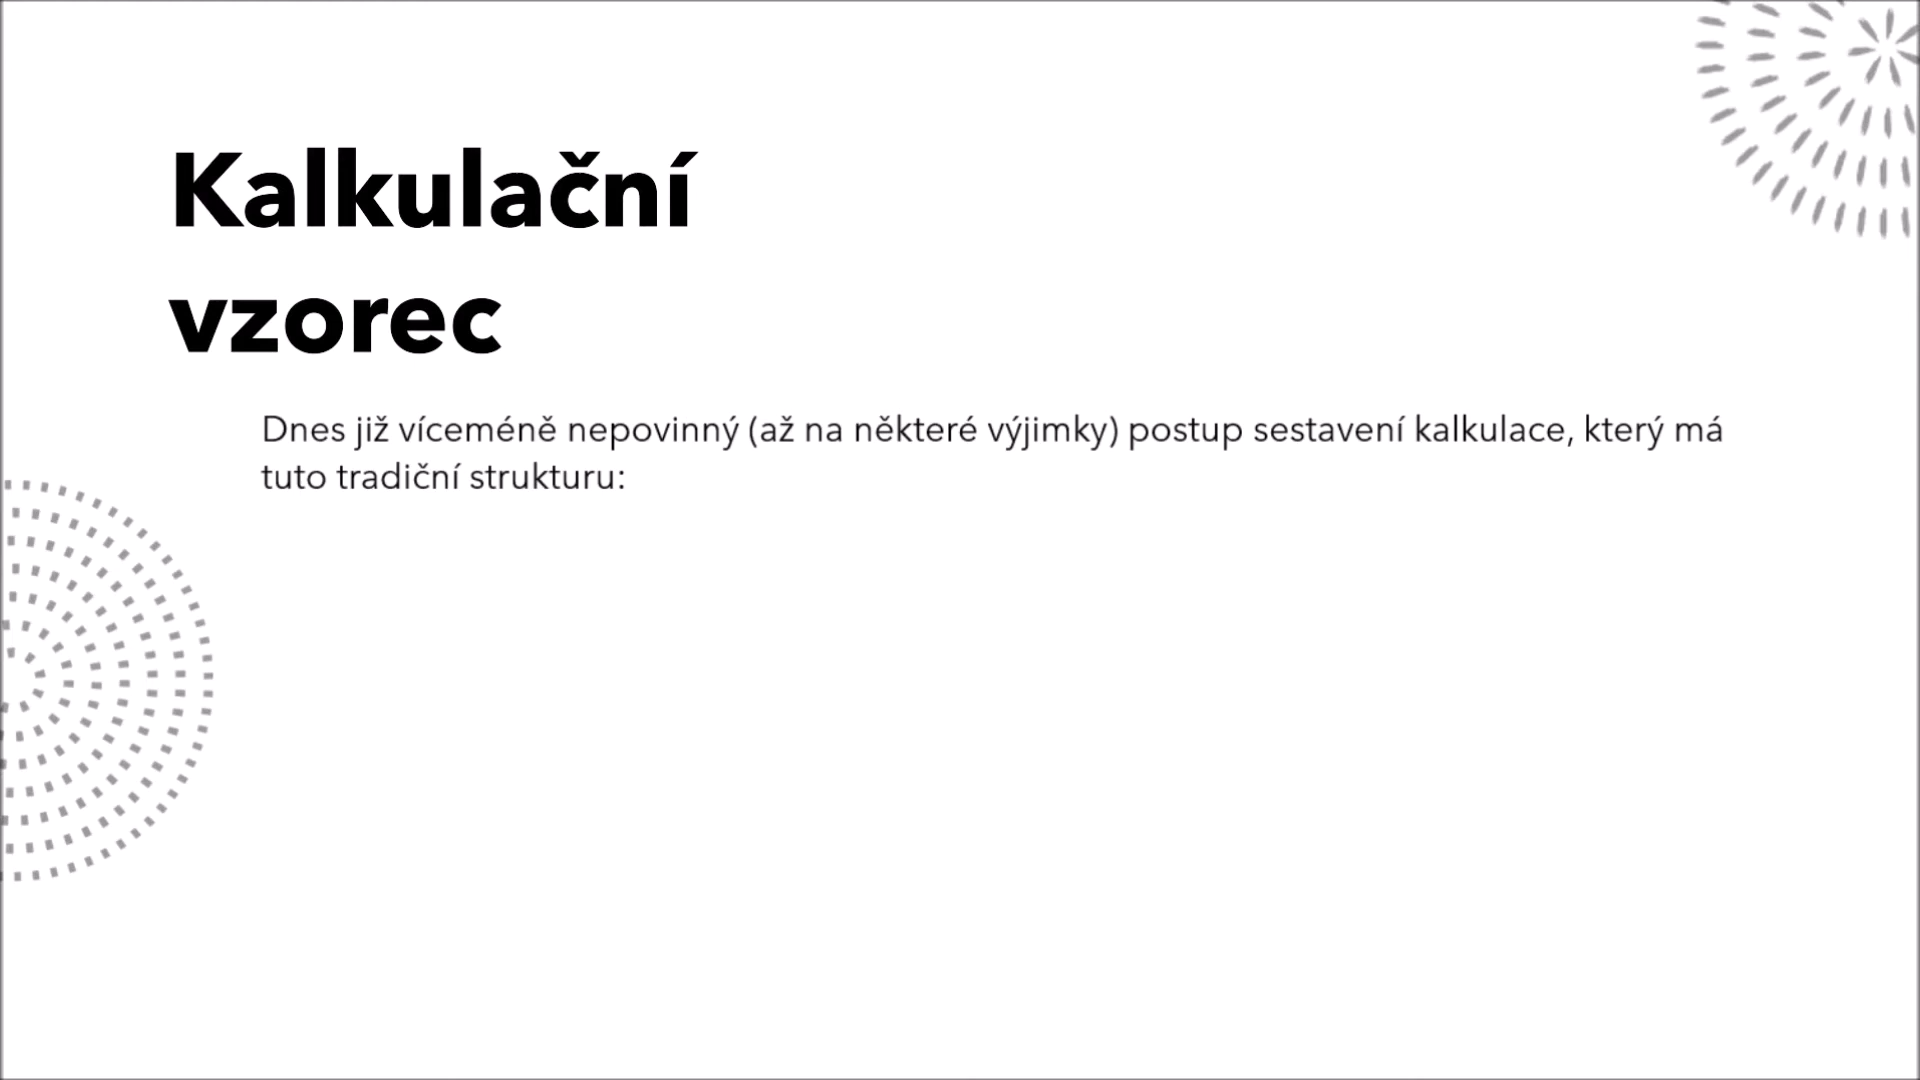 Kalkulační
vzorec
Dnes již víceméně nepovinný (až na některé výjimky) postup sestavení kalkulace, který má
tuto tradiční strukturu: